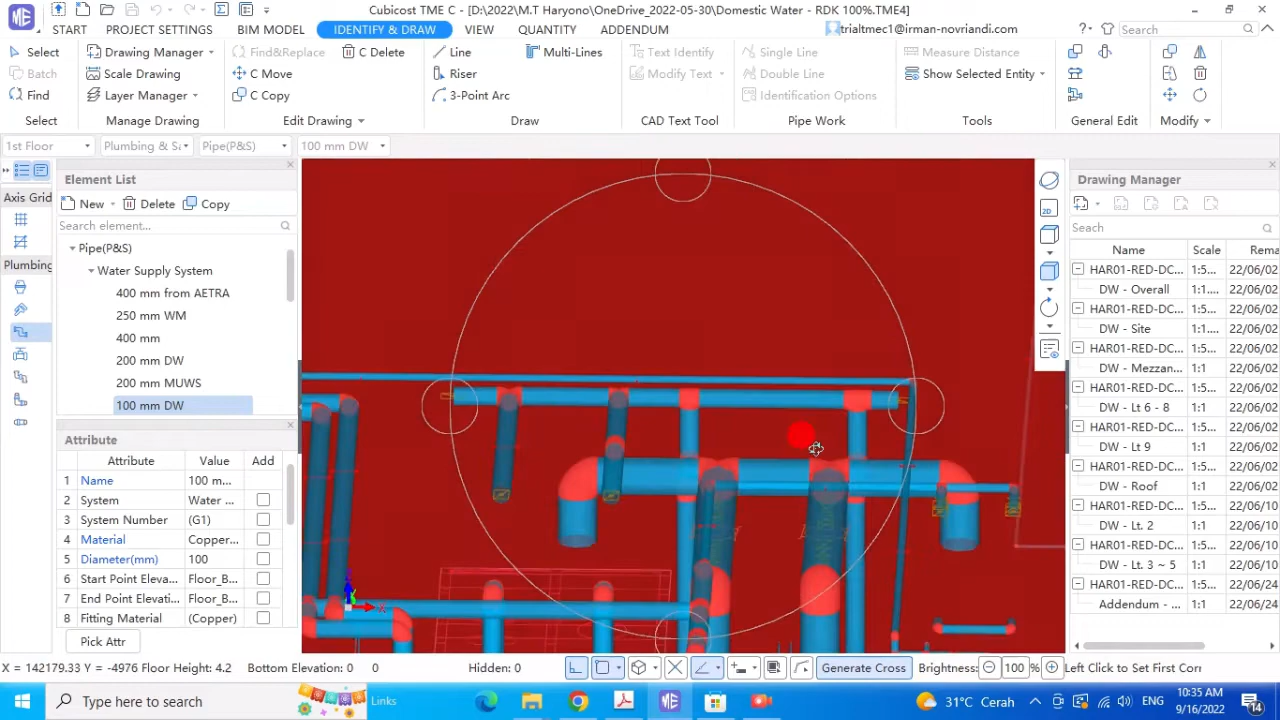 ME
Cubicost TME C - [D:\2022\M.T Haryono\OneDrive_2022-05-30\Domestic Water - RDK 100%.TME4]
START
PROJECT SETTINGS
BIM MODEL
IDENTIFY & DRAW
VIEW
QUANTITY
ADDENDUM
trialtmec1@irman-novriandi.com
?
Search
Select
Batch
Find
Select
Drawing Manager
Scale Drawing
Layer Manager
Manage Drawing
Find&Replace
C Delete
C Move
C Copy
Edit Drawing
Line
Multi-Lines
Riser
3-Point Arc
Draw
Text Identify
Modify Text
CAD Text Tool
Single Line
Double Line
Identification Options
Pipe Work
Measure Distance
Show Selected Entity
Tools
General Edit
Modify
1st Floor
Plumbing & Sa
Pipe(P&S)
100 mm DW
Axis Grid
Plumbing
Element List
New
Delete
Copy
Search element...
Pipe(P&S)
Water Supply System
400 mm from AETRA
250 mm WM
400 mm
200 mm DW
200 mm MUWS
100 mm DW
Attribute
Attribute Value Add
1 Name 100 m...
2 System Water ...
3 System Number (G1)
4 Material Copper...
5 Diameter(mm) 100
6 Start Point Eleva... Floor_B...
7 End Point Elevati... Floor_B...
8 Fitting Material (Copper)
Pick Attr
X
2D
Drawing Manager
Search
Name Scale Rema
HAR01-RED-DC... 1:5... 22/06/02
DW - Overall 1:1.... 22/06/02
HAR01-RED-DC... 1:5... 22/06/02
DW - Site 1:1.... 22/06/02
HAR01-RED-DC... 1:5... 22/06/02
DW - Mezzan... 1:1 22/06/02
HAR01-RED-DC... 1:5... 22/06/02
DW - Lt 6 - 8 1:1 22/06/02
HAR01-RED-DC... 1:5... 22/06/02
DW - Lt 9 1:1 22/06/02
HAR01-RED-DC... 1:5... 22/06/02
DW - Roof 1:1 22/06/02
HAR01-RED-DC... 1:5... 22/06/10
DW - Lt. 2 1:1 22/06/10
HAR01-RED-DC... 1:5... 22/06/10
DW - Lt. 3 ~ 5 1:1 22/06/10
HAR01-RED-DC... 1:5... 22/06/24
Addendum - ... 1:1 22/06/24
X = 142179.33 Y = -4976 Floor Height: 4.2 Bottom Elevation: 0 0 Hidden: 0
Generate Cross
Brightness: 100 %
Left Click to Set First Corr
Type here to search
Links
ME
31°C Cerah
ENG
10:35 AM
9/16/2022
14